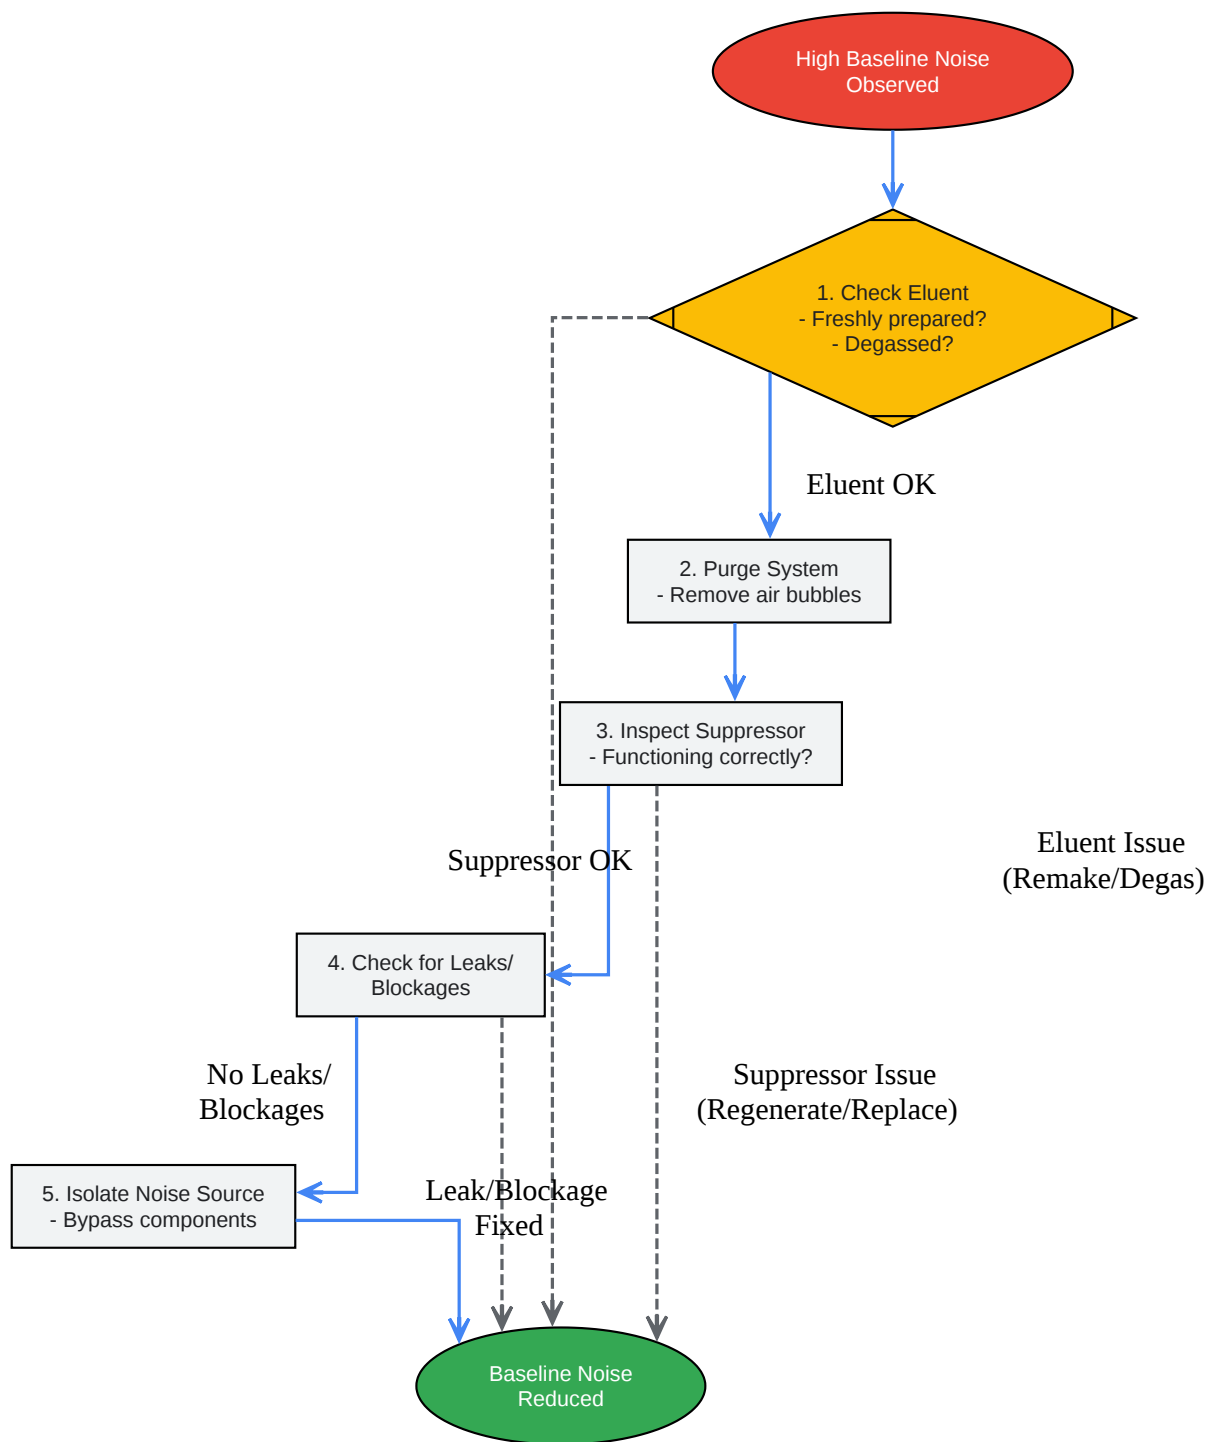 High Baseline Noise
Observed
1. Check Eluent
- Freshly prepared?
- Degassed?
Eluent OK
2. Purge System
- Remove air bubbles
3. Inspect Suppressor
- Functioning correctly?
Suppressor OK
Eluent Issue
(Remake/Degas)
4. Check for Leaks/
Blockages
No Leaks/
Blockages
Suppressor Issue
(Regenerate/Replace)
5. Isolate Noise Source
- Bypass components
Leak/Blockage
Fixed
Baseline Noise
Reduced